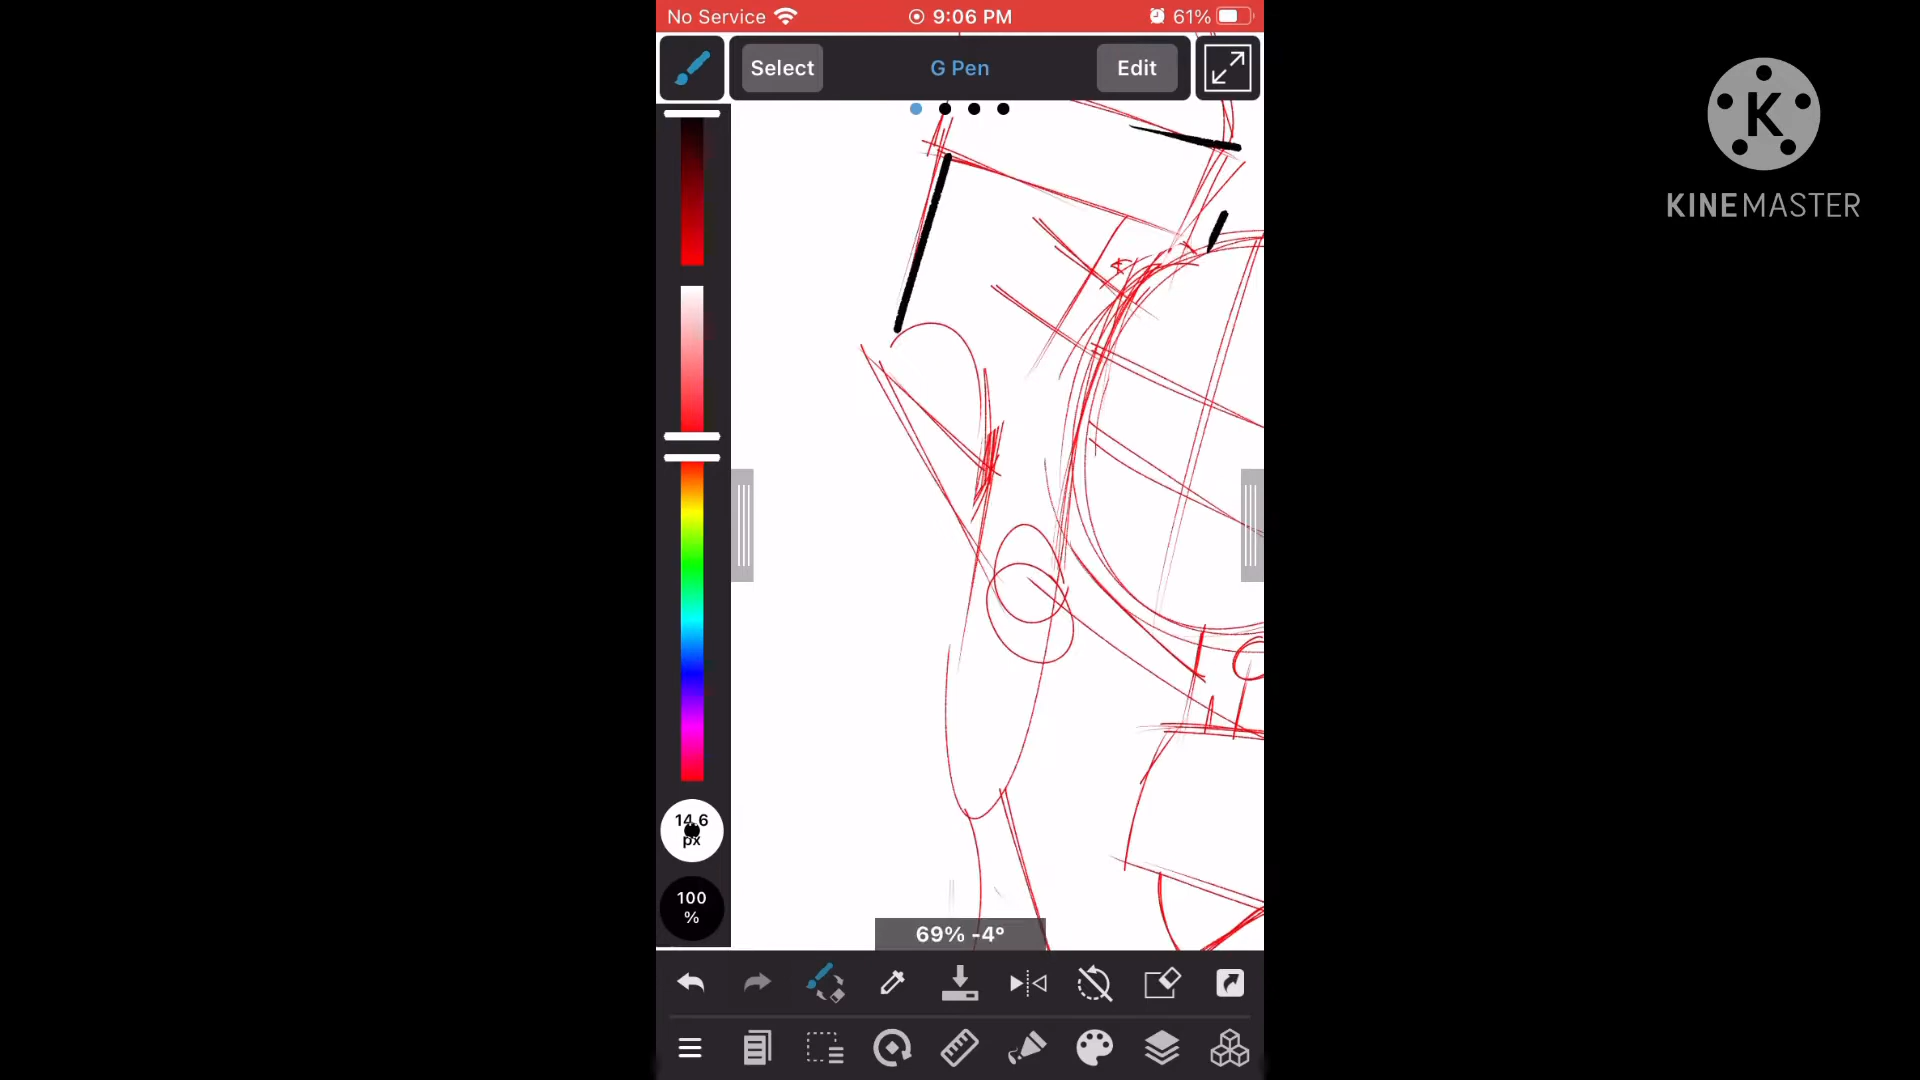 No Service 9:06 PM 61%
Select G Pen Edit
K
KINEMASTER
14.6
px
100
%
69% -4°